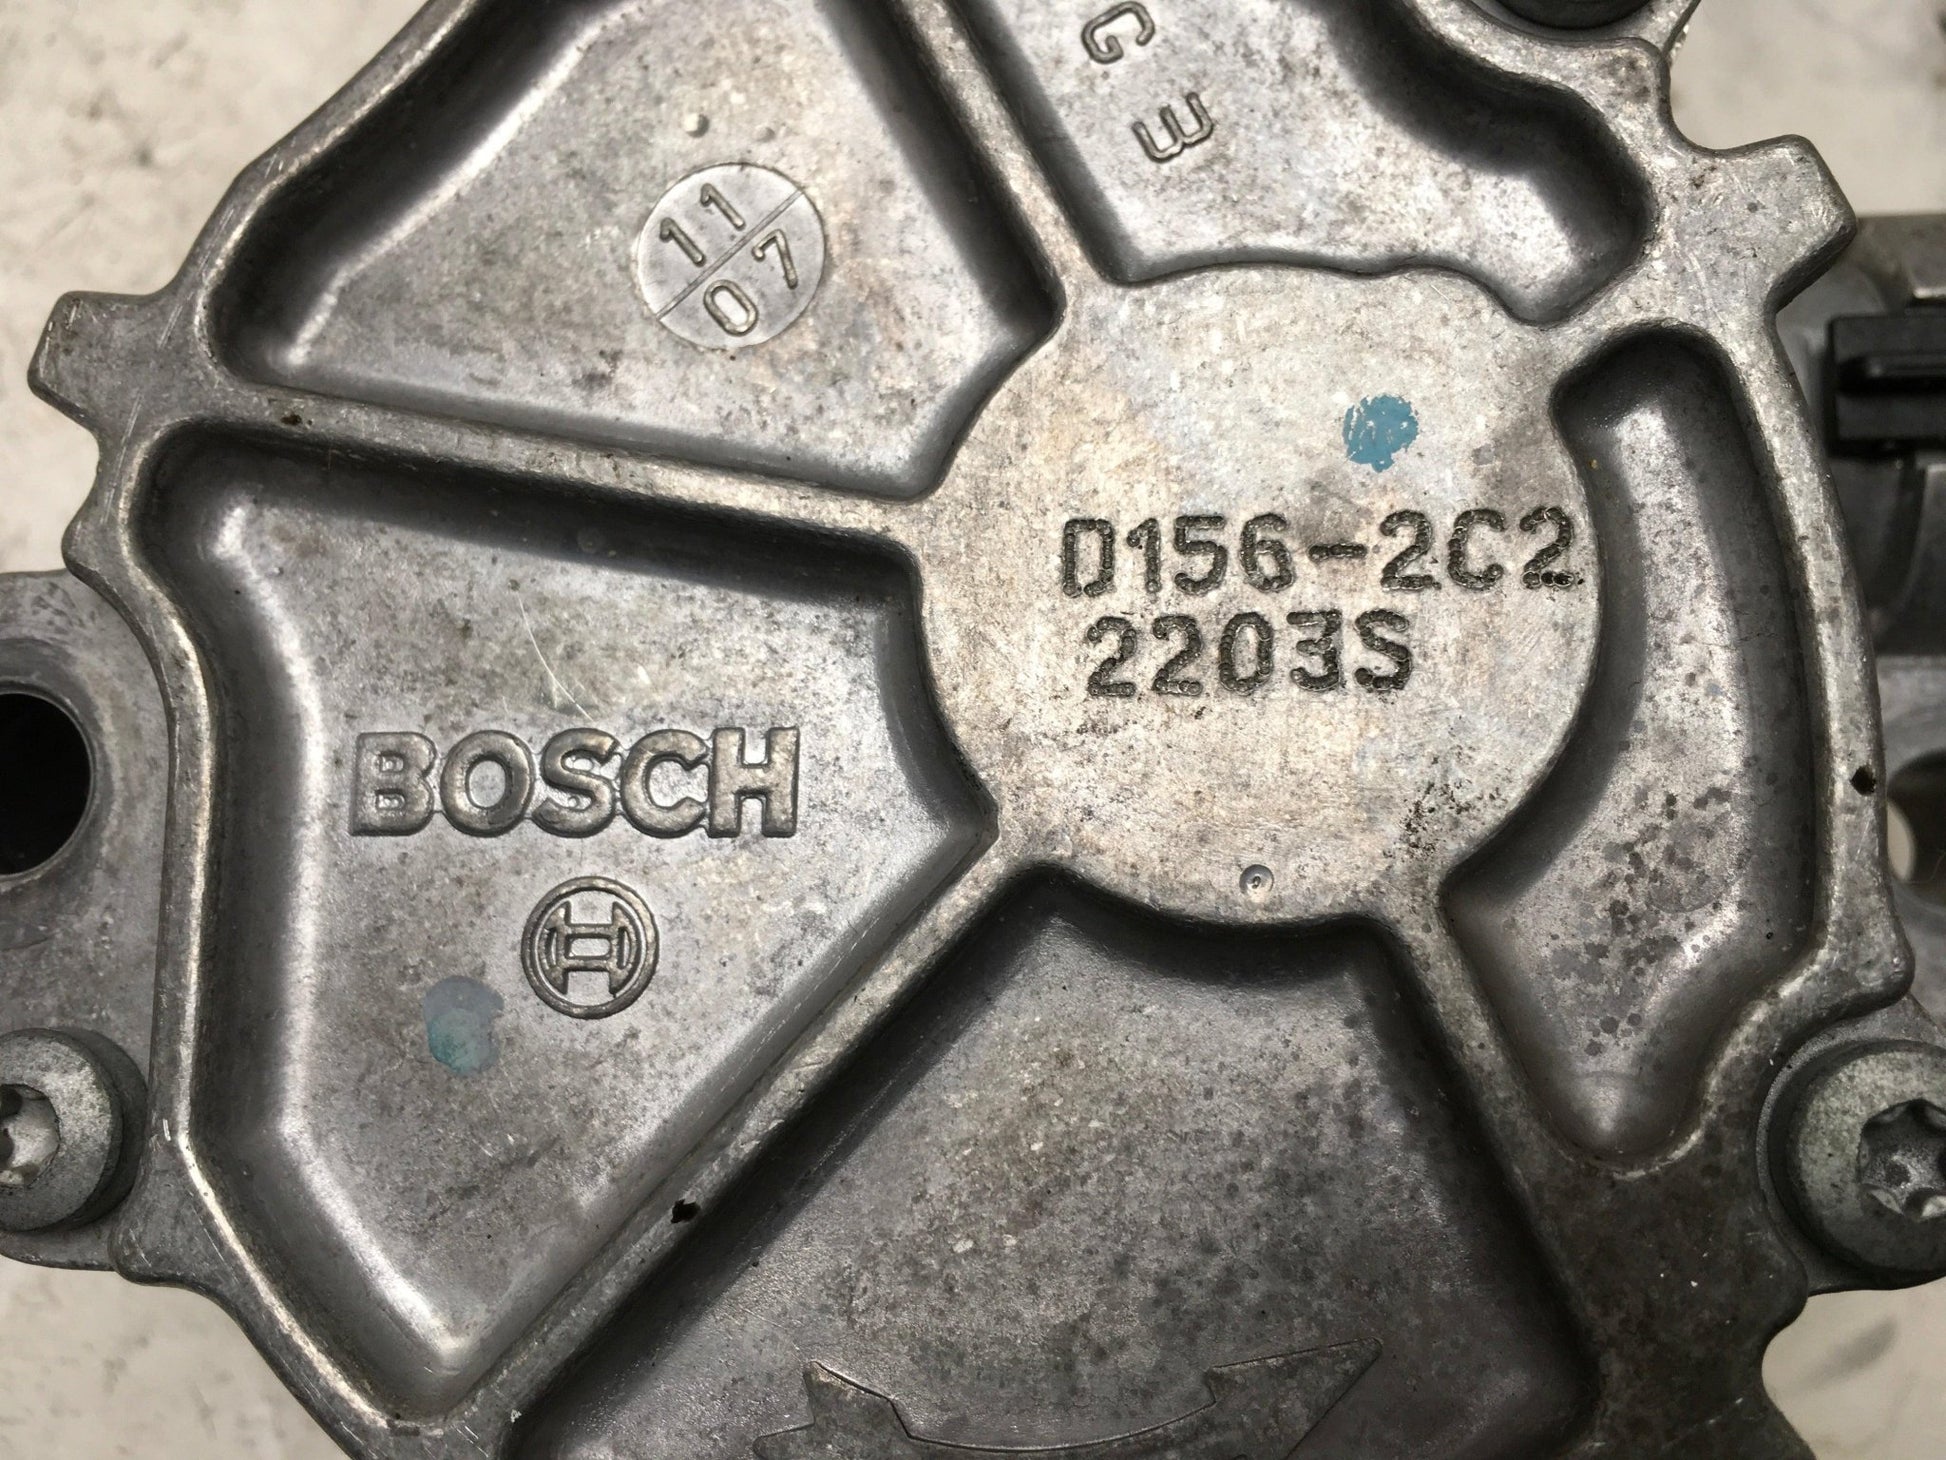 G E
11
07
D156-2C2
2203S
BOSCH